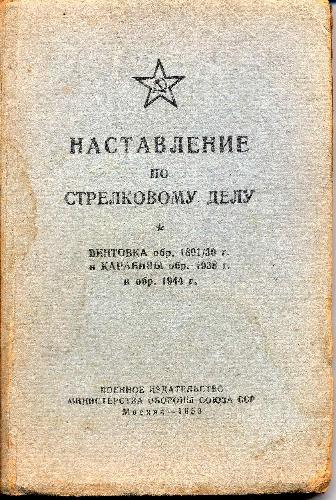 НАСТАВЛЕНИЕ
ПО
СТРЕЛКОВОМУ ДЕЛУ
ВИНТОВКА обр. 1891/30 г.
и КАРАБИНЫ обр. 1938 г.
и обр. 1944 г.
ВОЕННОЕ ИЗДАТЕЛЬСТВО
МИНИСТЕРСТВА ОБОРОНЫ СОЮЗА ССР
Москва —